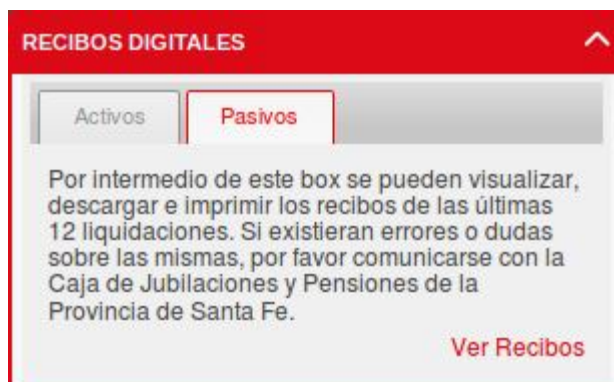 RECIBOS DIGITALES
Activos
Pasivos
Por intermedio de este box se pueden visualizar,
descargar e imprimir los recibos de las últimas
12 liquidaciones. Si existieran errores o dudas
sobre las mismas, por favor comunicarse con la
Caja de Jubilaciones y Pensiones de la
Provincia de Santa Fe.
Ver Recibos